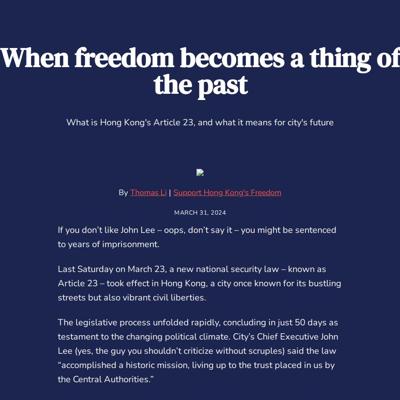 When freedom becomes a thing of
the past
What is Hong Kong's Article 23, and what it means for city's future
By Thomas Li | Support Hong Kong's Freedom
MARCH 31, 2024
If you don't like John Lee – oops, don't say it – you might be sentenced
to years of imprisonment.
Last Saturday on March 23, a new national security law – known as
Article 23 – took effect in Hong Kong, a city once known for its bustling
streets but also vibrant civil liberties.
The legislative process unfolded rapidly, concluding in just 50 days as
testament to the changing political climate. City's Chief Executive John
Lee (yes, the guy you shouldn't criticize without scruples) said the law
"accomplished a historic mission, living up to the trust placed in us by
the Central Authorities."